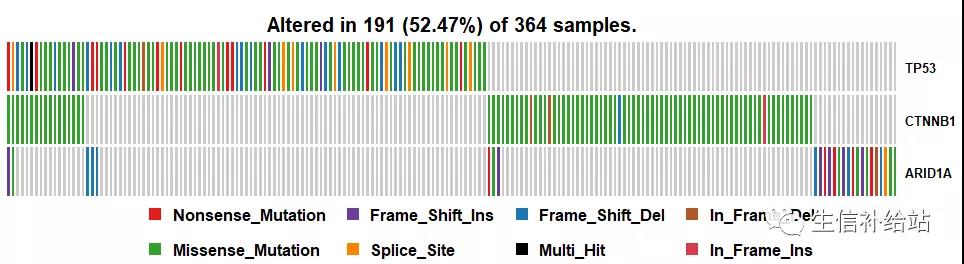 Altered in 191 (52.47%) of 364 samples.
TP53
CTNNB1
ARID1A
Nonsense_Mutation Frame_Shift_Ins Frame_Shift_Del In_Frame_Del
Missense_Mutation Splice_Site Multi_Hit In_Frame_Ins
生信补给站